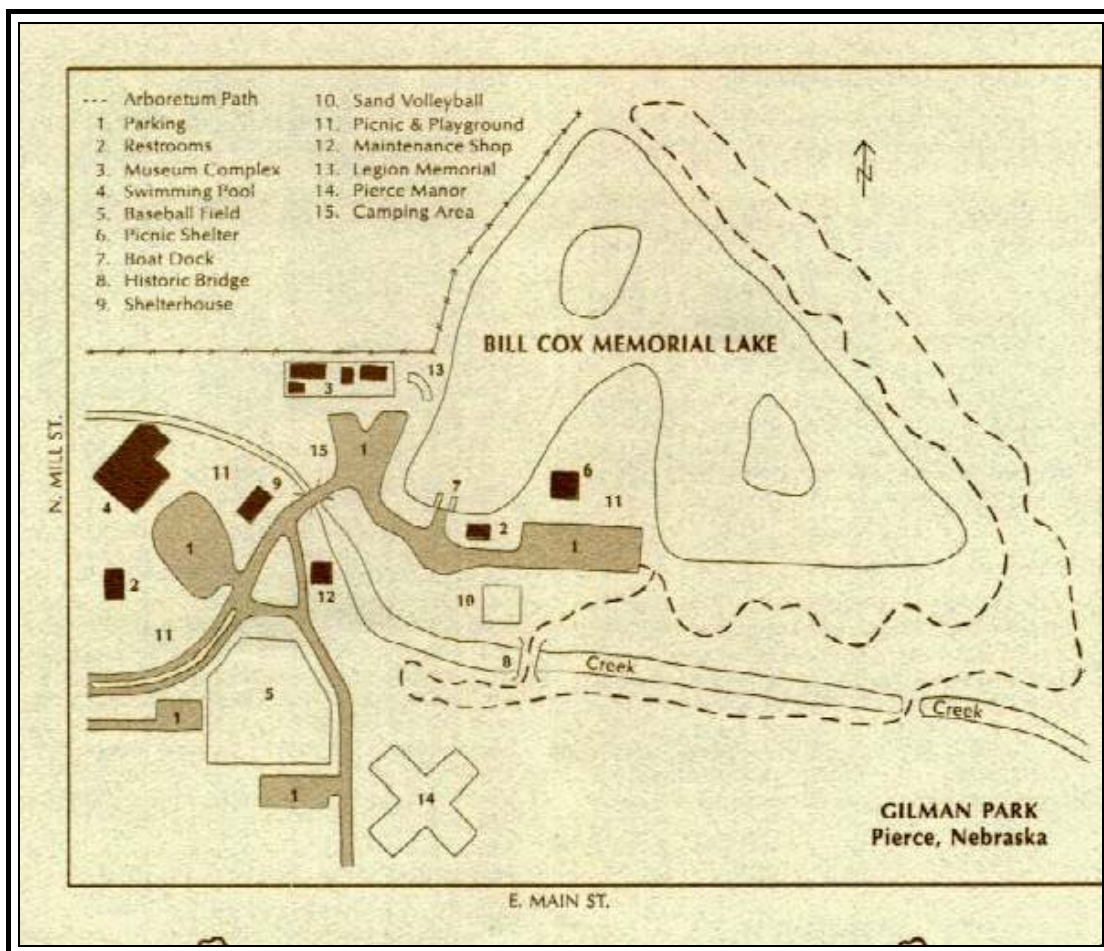 --- Arboretum Path
1 Parking
2 Restrooms
3 Museum Complex
4 Swimming Pool
5 Baseball Field
6 Picnic Shelter
7 Boat Dock
8. Historic Bridge
9 Shelterhouse
10. Sand Volleyball
11. Picnic & Playground
12. Maintenance Shop
13. Legion Memorial
14. Pierce Manor
15. Camping Area
N
BILL COX MEMORIAL LAKE
13
3
N. MILL ST.
15
1
11
9
4
7
6
11
2
1
1
2
12
10
11
8
Creek
5
1
Creek
1
14
GILMAN PARK
Pierce, Nebraska
E. MAIN ST.